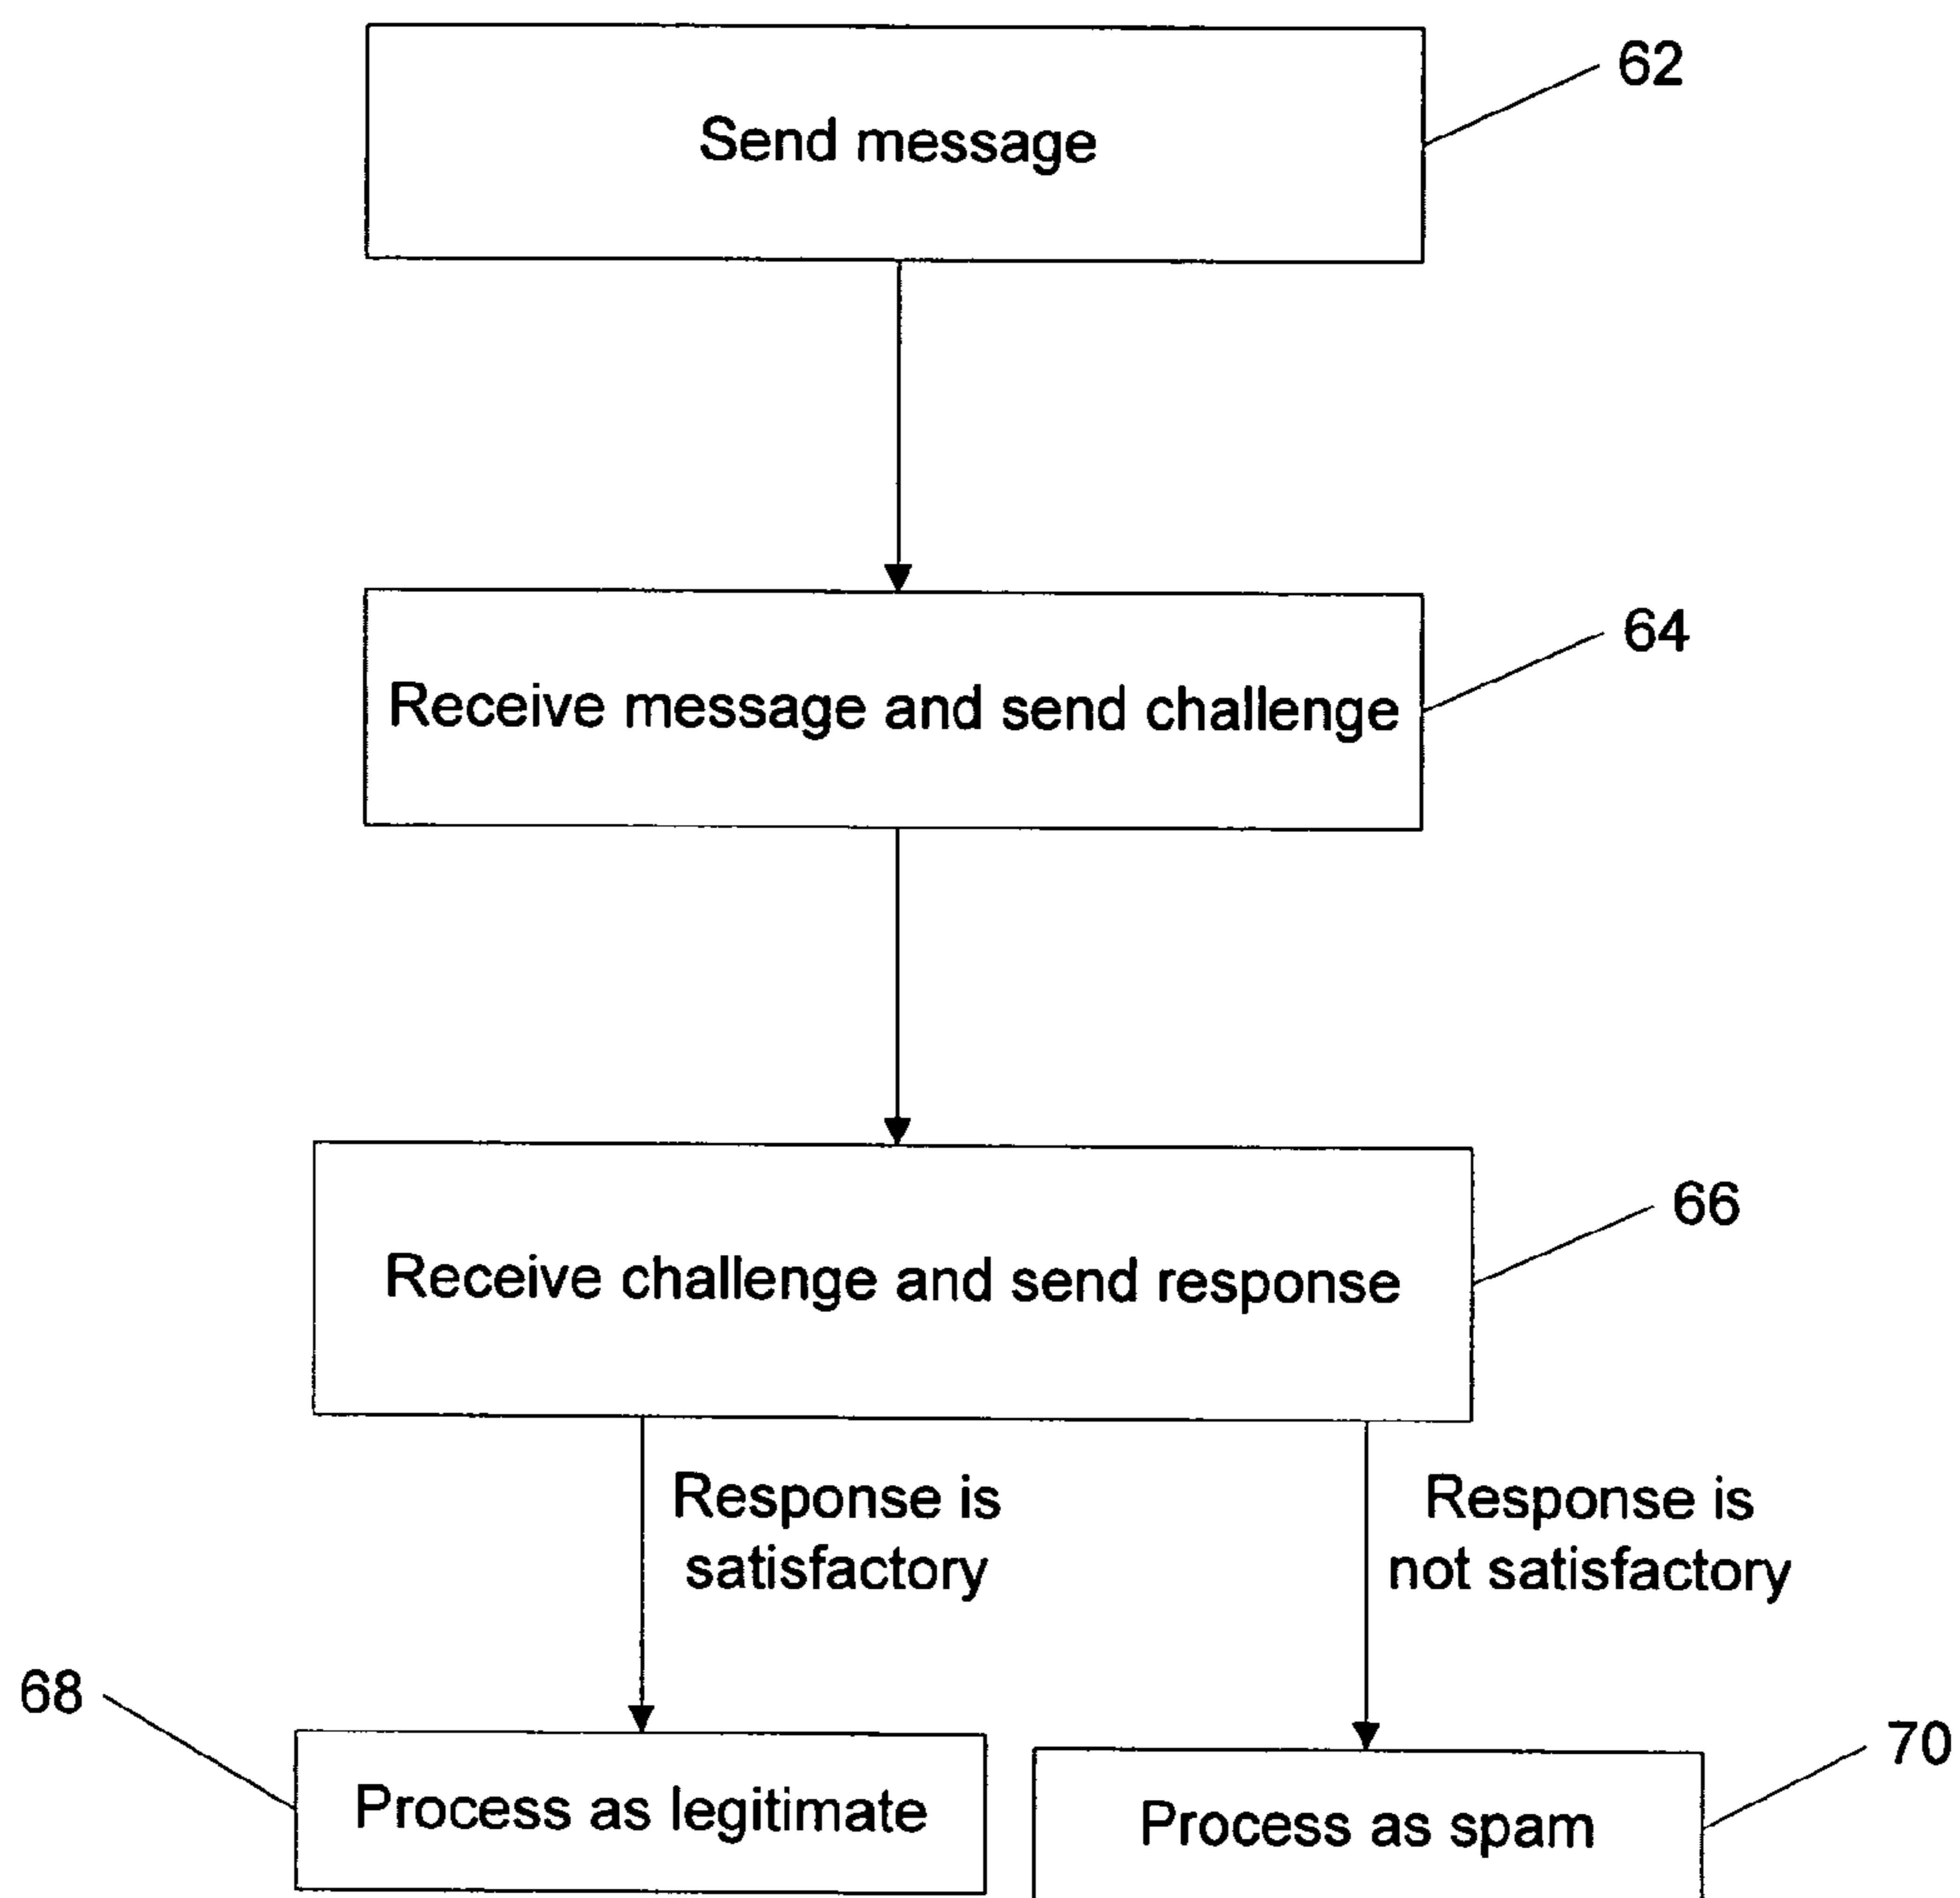 Send message
62
Receive message and send challenge
64
Receive challenge and send response
66
Response is
satisfactory
Response is
not satisfactory
68
Process as legitimate
70
Process as spam